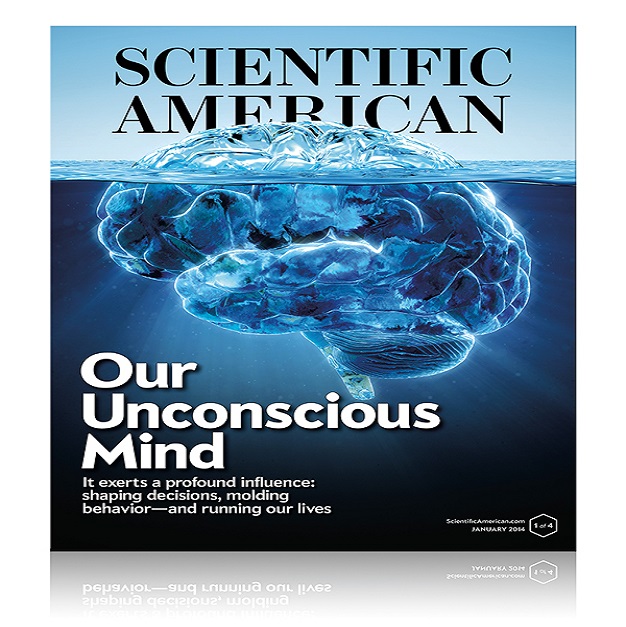 SCIENTIFIC
AMERICAN
Our
Unconscious
Mind
It exerts a profound influence:
shaping decisions, molding
behavior—and running our lives
ScientificAmerican.com
JANUARY 2014
1 of 4